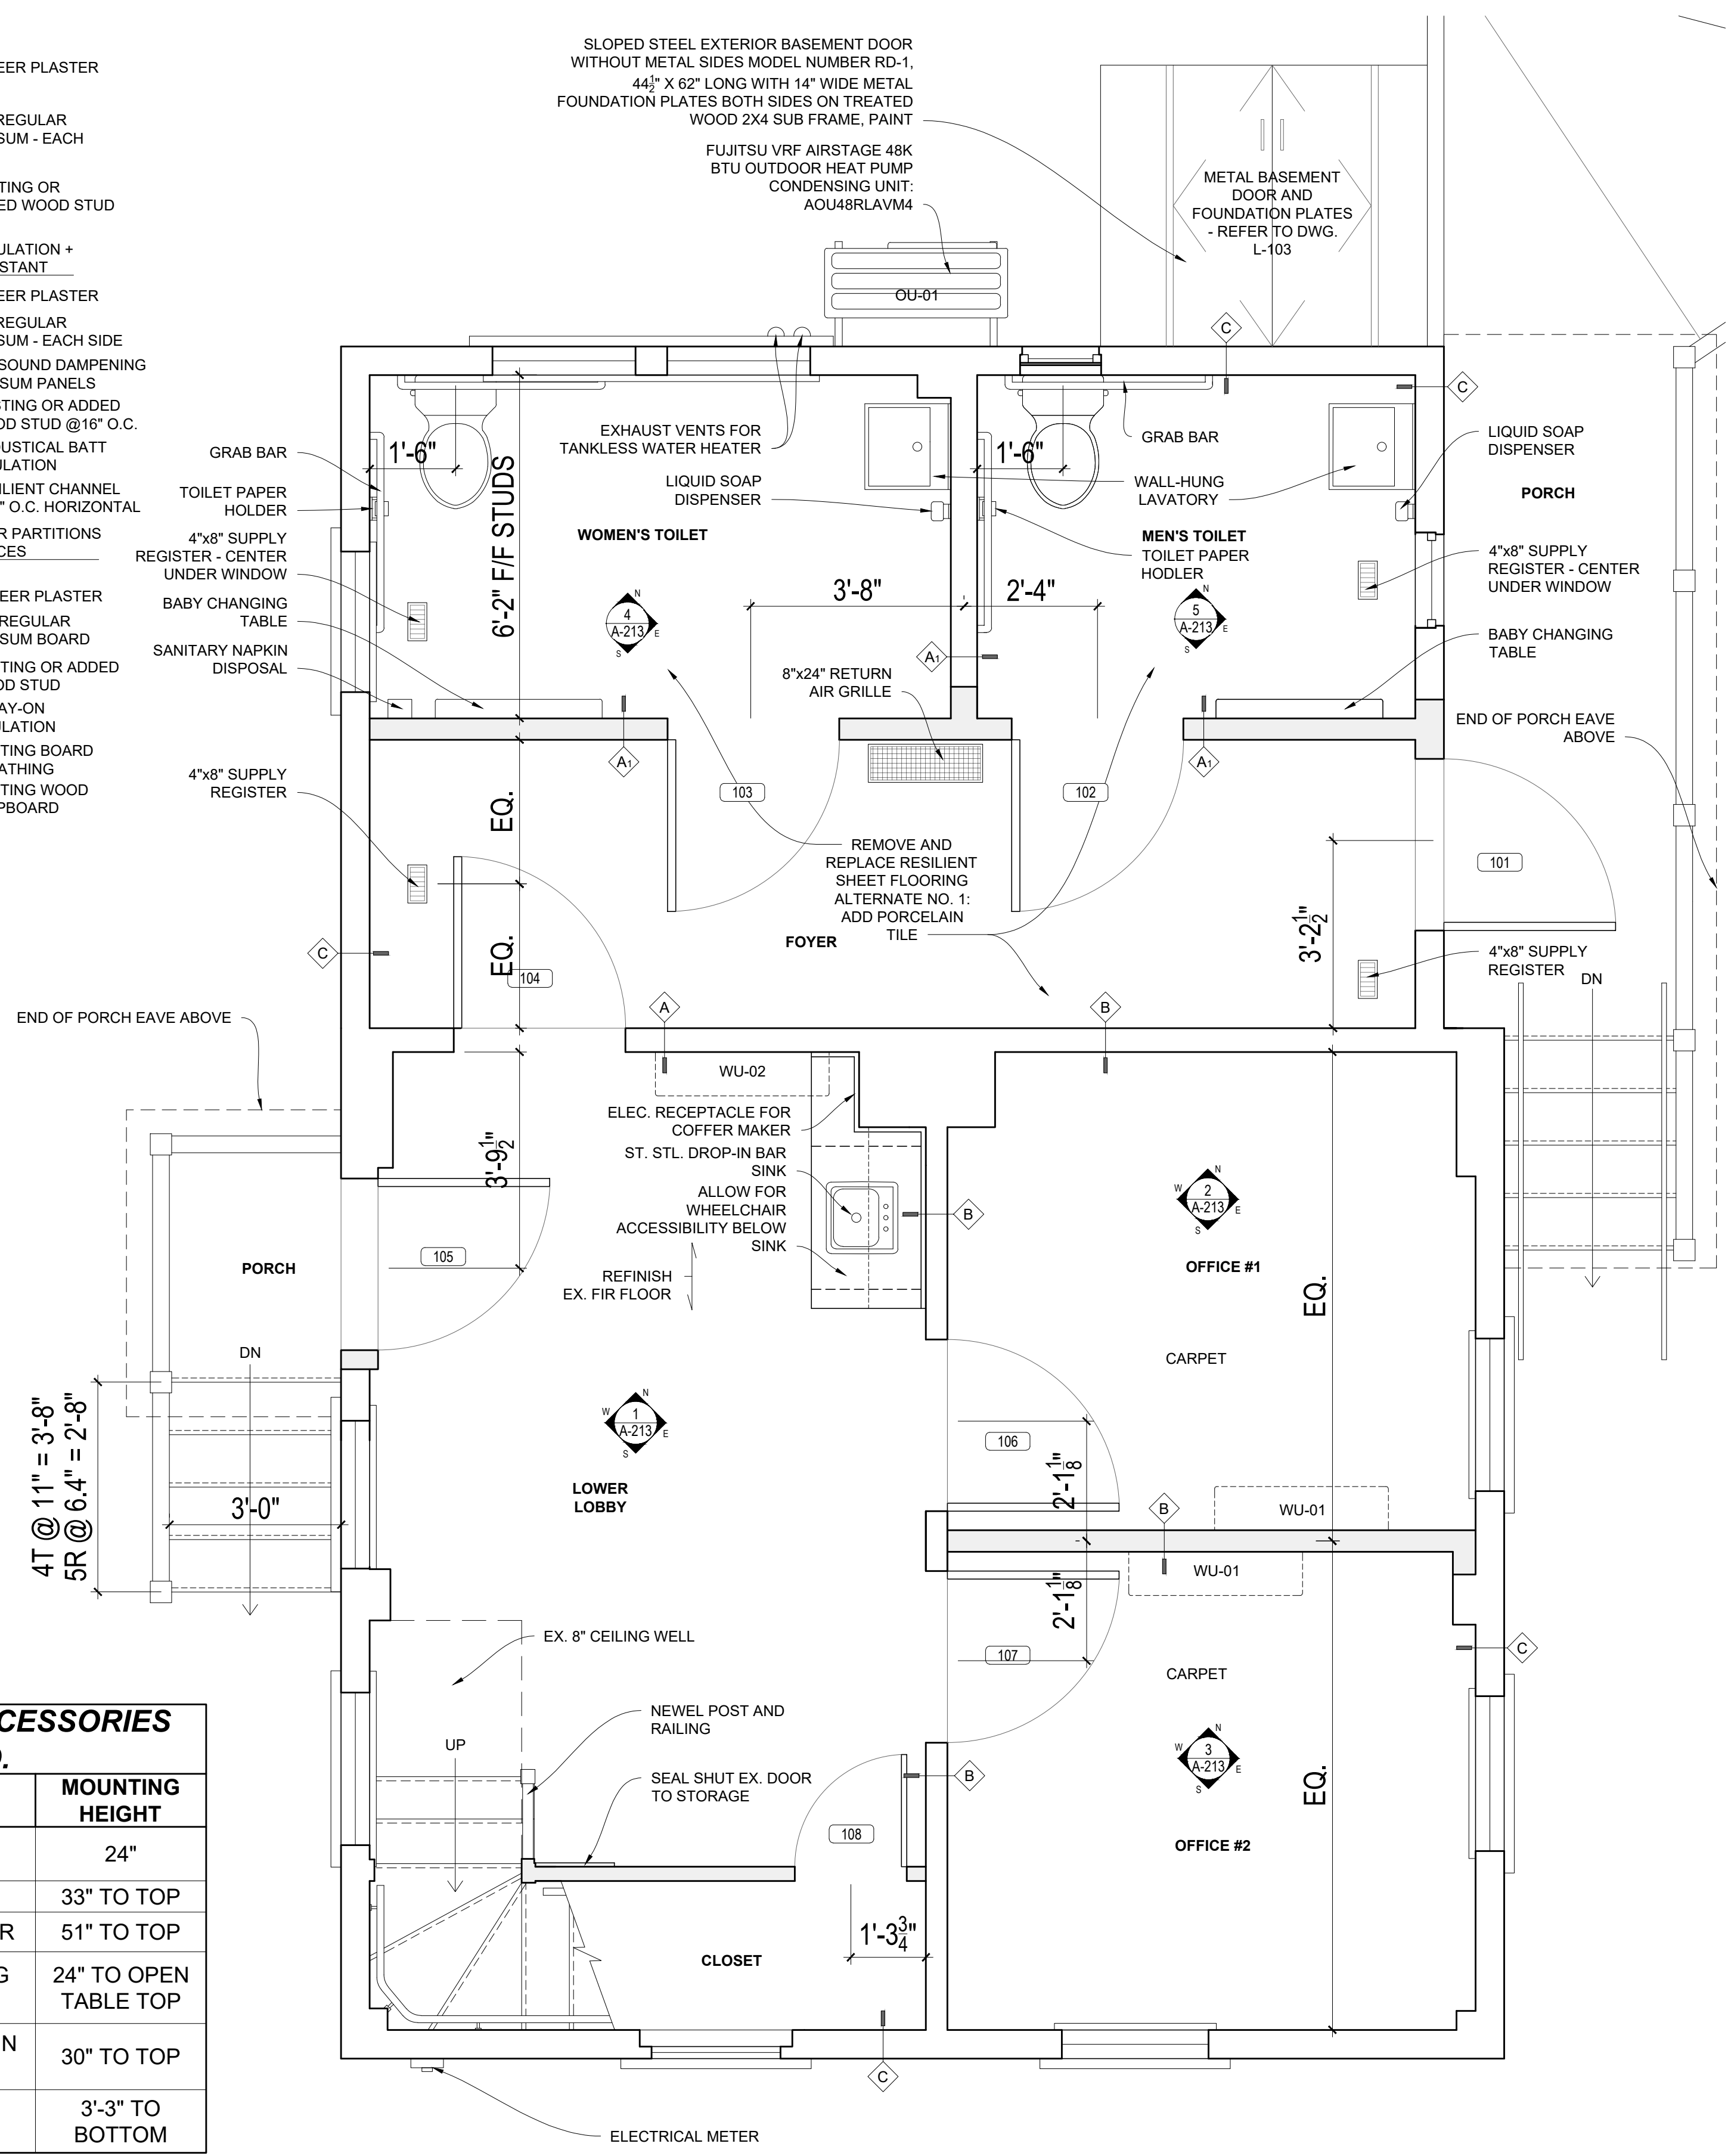 SLOPED STEEL EXTERIOR BASEMENT DOOR
WITHOUT METAL SIDES MODEL NUMBER RD-1,
44 1/2" X 62" LONG WITH 14" WIDE METAL
FOUNDATION PLATES BOTH SIDES ON TREATED
WOOD 2X4 SUB FRAME, PAINT
FUJITSU VRF AIRSTAGE 48K
BTU OUTDOOR HEAT PUMP
CONDENSING UNIT:
AOU48RLAVM4
METAL BASEMENT
DOOR AND
FOUNDATION PLATES
- REFER TO DWG.
L-103
OU-01
EER PLASTER
REGULAR
SUM - EACH
TING OR
ED WOOD STUD
ULATION +
STANT
EER PLASTER
REGULAR
SUM - EACH SIDE
SOUND DAMPENING
SUM PANELS
STING OR ADDED
OD STUD @16" O.C.
USTICAL BATT
ULATION
ILIENT CHANNEL
" O.C. HORIZONTAL
R PARTITIONS
CES
EER PLASTER
REGULAR
SUM BOARD
TING OR ADDED
OD STUD
AY-ON
ULATION
TING BOARD
ATHING
TING WOOD
PBOARD
GRAB BAR
TOILET PAPER
HOLDER
4"x8" SUPPLY
REGISTER - CENTER
UNDER WINDOW
BABY CHANGING
TABLE
SANITARY NAPKIN
DISPOSAL
4"x8" SUPPLY
REGISTER
1'-6"
6'-2" F/F STUDS
EXHAUST VENTS FOR
TANKLESS WATER HEATER
LIQUID SOAP
DISPENSER
WOMEN'S TOILET
N
4
A-213
E
S
3'-8"
2'-4"
1'-6"
GRAB BAR
WALL-HUNG
LAVATORY
MEN'S TOILET
TOILET PAPER
HODLER
N
5
A-213
E
S
C
C
LIQUID SOAP
DISPENSER
PORCH
4"x8" SUPPLY
REGISTER - CENTER
UNDER WINDOW
BABY CHANGING
TABLE
END OF PORCH EAVE
ABOVE
A1
8"x24" RETURN
AIR GRILLE
A1
A1
103
102
101
EQ.
EQ.
REMOVE AND
REPLACE RESILIENT
SHEET FLOORING
ALTERNATE NO. 1:
ADD PORCELAIN
TILE
FOYER
3'-2 1/2"
4"x8" SUPPLY
REGISTER
DN
C
104
END OF PORCH EAVE ABOVE
A
B
WU-02
3'-9 1/2"
ELEC. RECEPTACLE FOR
COFFER MAKER
ST. STL. DROP-IN BAR
SINK
ALLOW FOR
WHEELCHAIR
ACCESSIBILITY BELOW
SINK
REFINISH
EX. FIR FLOOR
B
105
PORCH
DN
4T @ 11" = 3'-8"
5R @ 6.4" = 2'-8"
3'-0"
N
W
2
A-213
E
S
OFFICE #1
EQ.
CARPET
N
W
1
A-213
E
S
LOWER
LOBBY
106
2'-1 1/8"
B
WU-01
WU-01
2'-1 1/8"
107
C
CARPET
EX. 8" CEILING WELL
NEWEL POST AND
RAILING
UP
SEAL SHUT EX. DOOR
TO STORAGE
B
108
N
W
3
A-213
E
S
EQ.
OFFICE #2
1'-3 3/4"
CLOSET
C
ELECTRICAL METER
CESSORIES
MOUNTING
HEIGHT
24"
33" TO TOP
R
51" TO TOP
G
24" TO OPEN
TABLE TOP
N
30" TO TOP
3'-3" TO
BOTTOM